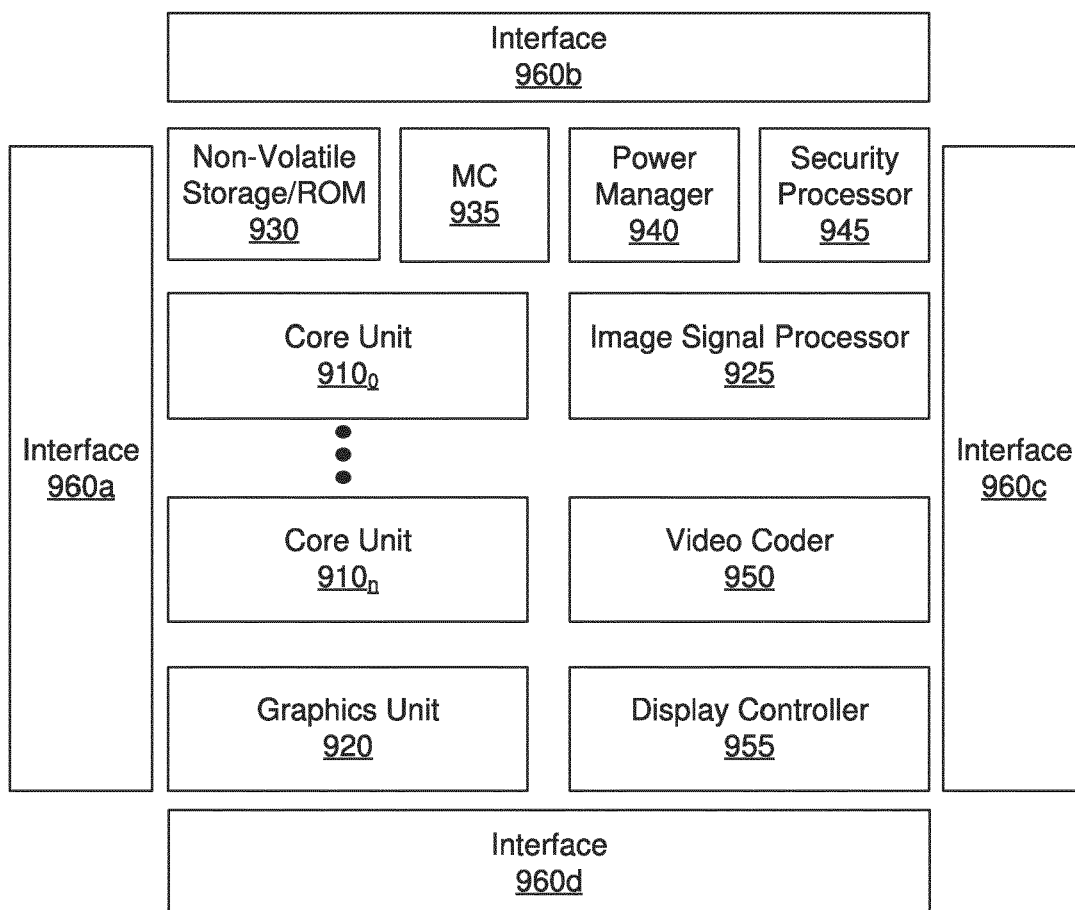 Interface
960b
Non-Volatile
Storage/ROM
930
MC
935
Power
Manager
940
Security
Processor
945
Interface
960a
Core Unit
910₀
Image Signal Processor
925
Interface
960c
Core Unit
910ₙ
Video Coder
950
Graphics Unit
920
Display Controller
955
Interface
960d